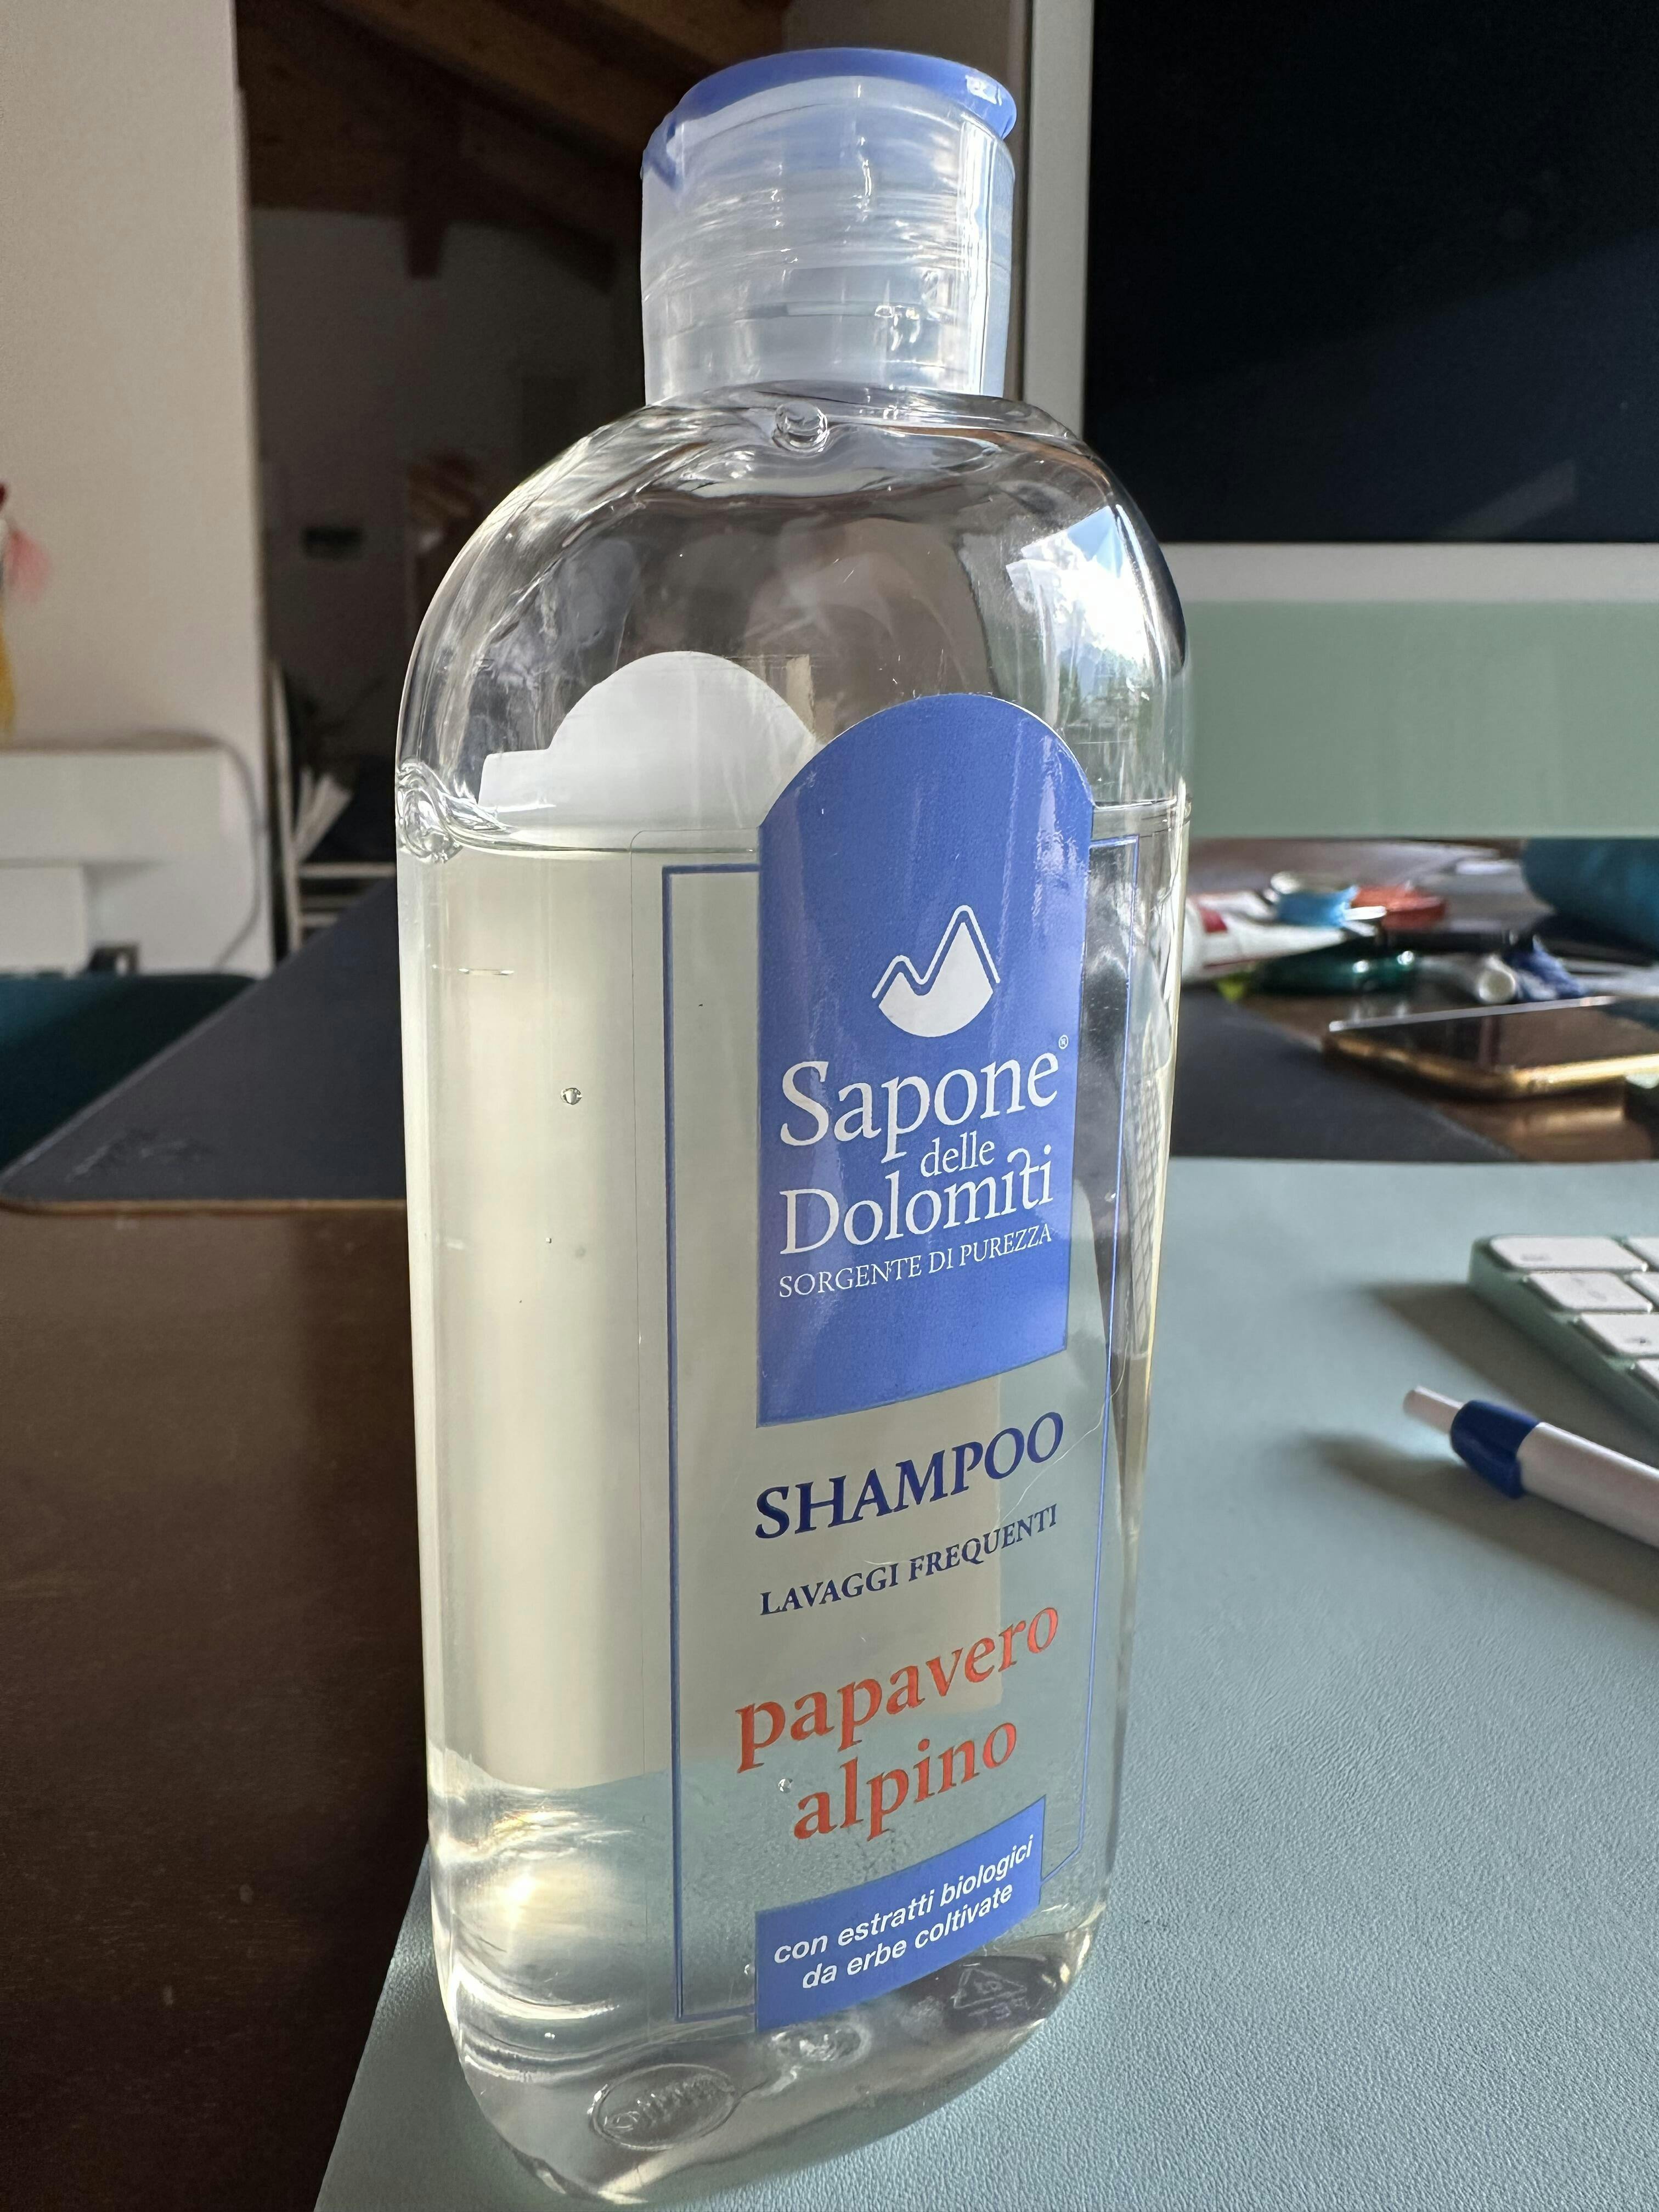 Sapone®
delle
Dolomiti
SORGENTE DI PUREZZA
SHAMPOO
LAVAGGI FREQUENTI
papavero
alpino
con estratti biologici
da erbe coltivate